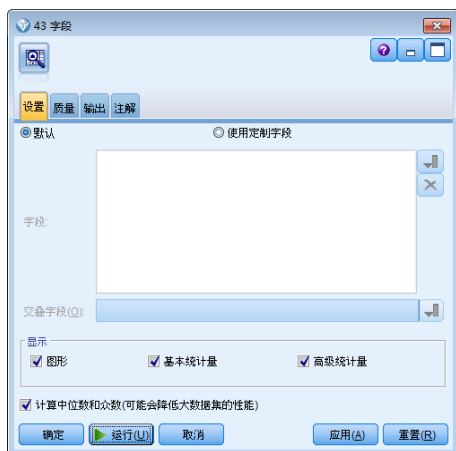 43 字段
设置 质量 输出 注解
默认 使用定制字段
字段:
交叠字段(O):
显示
图形 基本统计量 高级统计量
计算中位数和众数(可能会降低大数据集的性能)
确定 运行(U) 取消 应用(A) 重置(R)